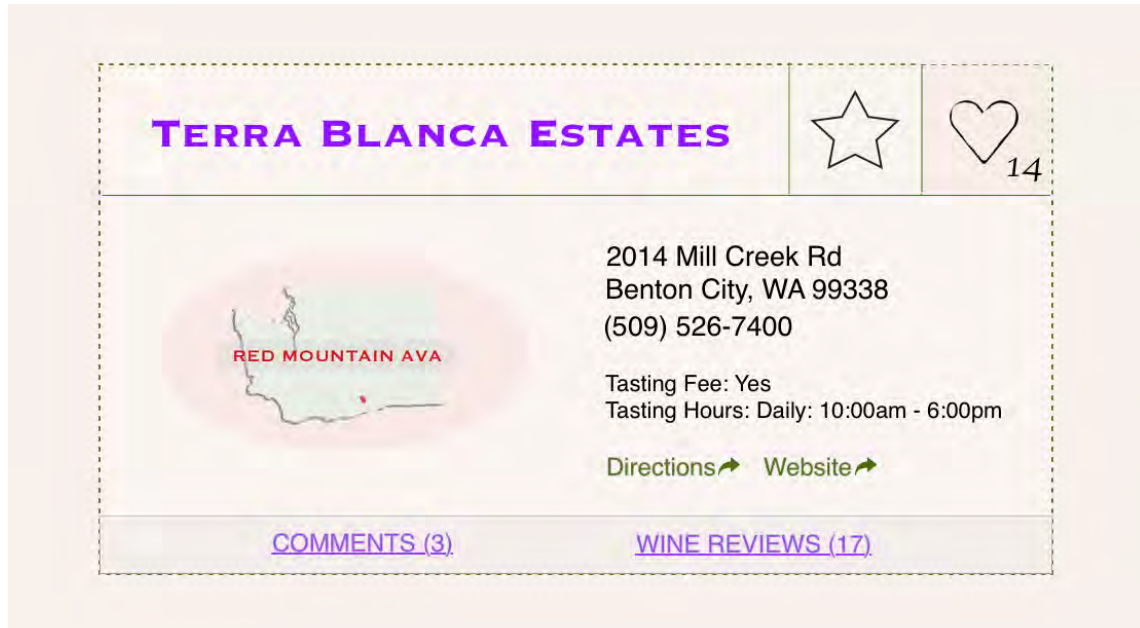 Terra Blanca Estates
14
RED MOUNTAIN AVA
2014 Mill Creek Rd
Benton City, WA 99338
(509) 526-7400
Tasting Fee: Yes
Tasting Hours: Daily: 10:00am - 6:00pm
Directions Website
COMMENTS (3) WINE REVIEWS (17)